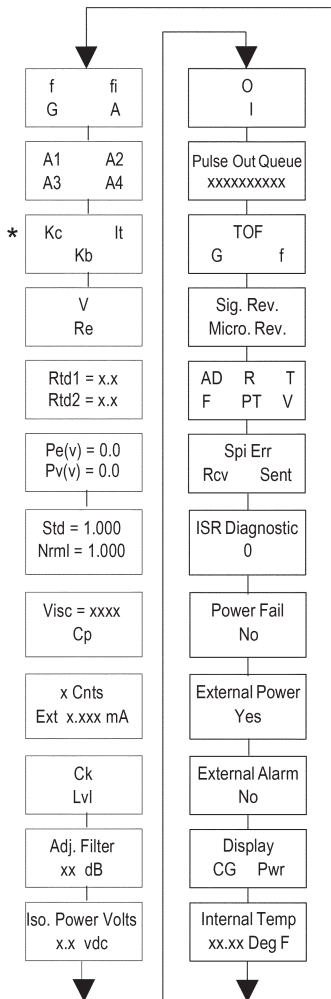 f fi
G A
A1 A2
A3 A4
* Kc It
Kb
V
Re
Rtd1 = x.x
Rtd2 = x.x
Pe(v) = 0.0
Pv(v) = 0.0
Std = 1.000
Nrml = 1.000
Visc = xxxx
Cp
x Cnts
Ext x.xxx mA
Ck
Lvl
Adj. Filter
xx dB
Iso. Power Volts
x.x vdc
O
I
Pulse Out Queue
xxxxxxxxxx
TOF
G f
Sig. Rev.
Micro. Rev.
AD R T
F PT V
Spi Err
Rcv Sent
ISR Diagnostic
0
Power Fail
No
External Power
Yes
External Alarm
No
Display
CG Pwr
Internal Temp
xx.xx Deg F